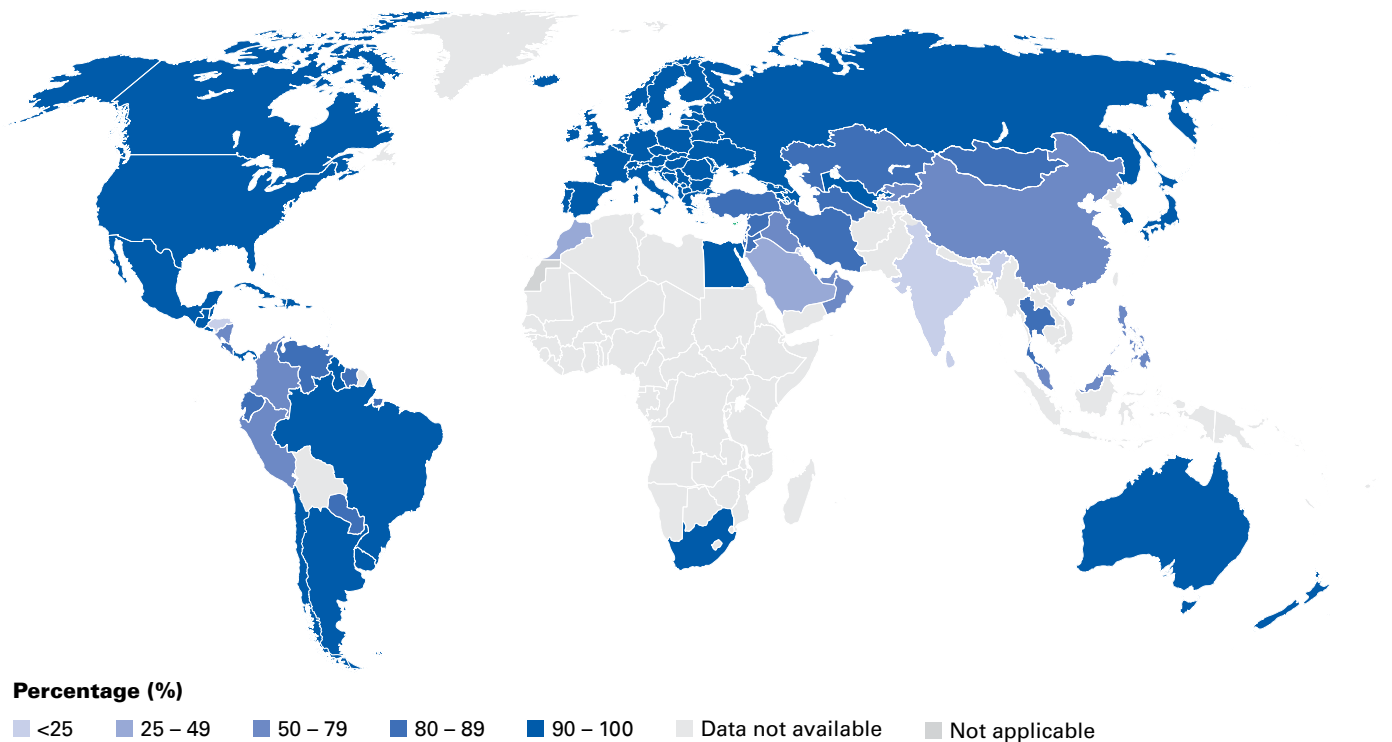 Percentage (%)
<25 25 – 49 50 – 79 80 – 89 90 – 100 Data not available Not applicable